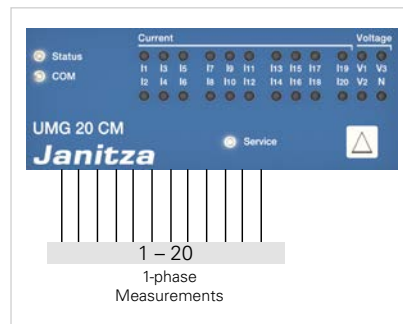 Current Voltage
Status
COM
I1 I3 I5 I7 I9 I11 I13 I15 I17 I19 V1 V3
I2 I4 I6 I8 I10 I12 I14 I16 I18 I20 V2 N
UMG 20 CM
Service
Janitza
1 – 20
1-phase
Measurements